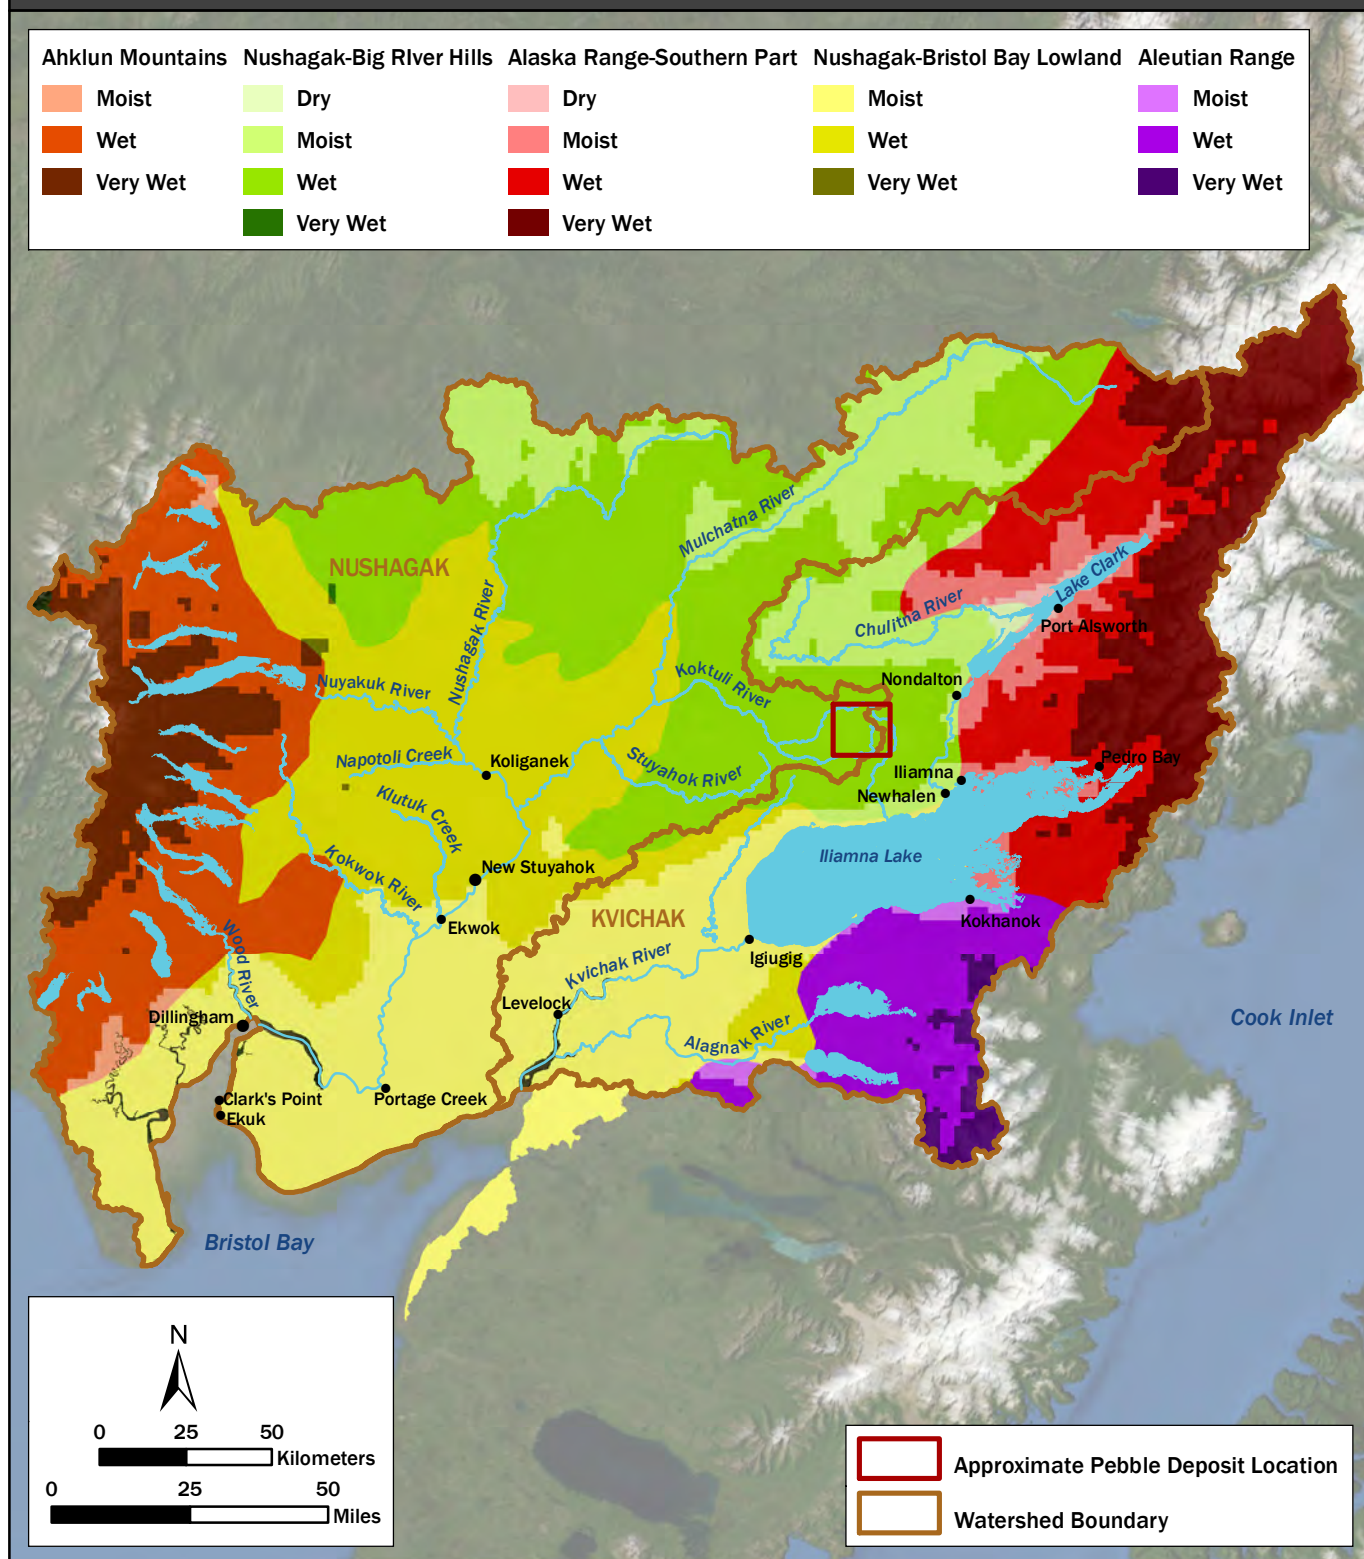 Ahklun Mountains
Moist
Wet
Very Wet
Nushagak-Big RIver Hills
Dry
Moist
Wet
Very Wet
Alaska Range-Southern Part
Dry
Moist
Wet
Very Wet
Nushagak-Bristol Bay Lowland
Moist
Wet
Very Wet
Aleutian Range
Moist
Wet
Very Wet
Mulchatna River
NUSHAGAK
Lake Clark
Nushagak River
Chulitna River
Port Alsworth
Nuyakuk River
Koktuli River
Nondalton
Napotoli Creek
Koliganek
Stuyahok River
Pedro Bay
Iliamna
Newhalen
Klutuk Creek
Iliamna Lake
Kokwok River
New Stuyahok
KVICHAK
Kokhanok
Ekwok
Wood River
Igiugig
Kvichak River
Levelock
Dillingham
Cook Inlet
Alagnak River
Clark's Point
Portage Creek
Ekuk
Bristol Bay
N
0 25 50
Kilometers
0 25 50
Miles
Approximate Pebble Deposit Location
Watershed Boundary